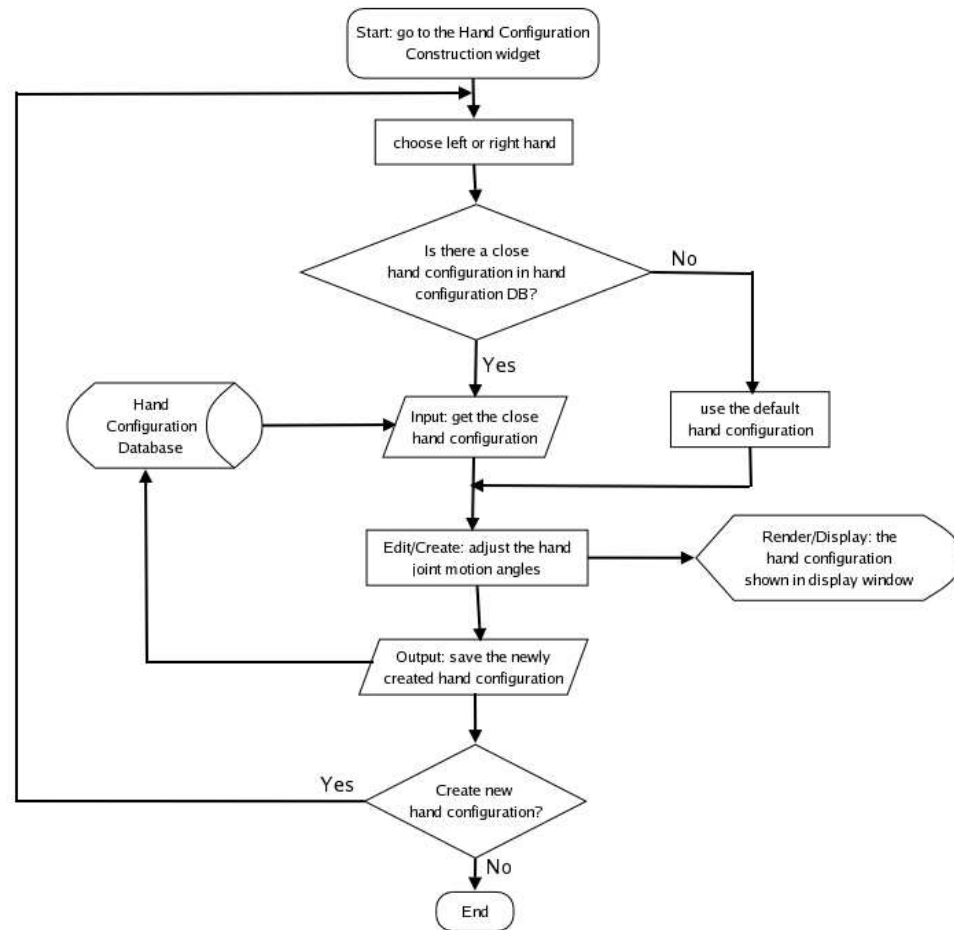 Start: go to the Hand Configuration
Construction widget
choose left or right hand
Is there a close
hand configuration in hand
configuration DB?
No
Yes
Hand
Configuration
Database
Input: get the close
hand configuration
use the default
hand configuration
Edit/Create: adjust the hand
joint motion angles
Render/Display: the
hand configuration
shown in display window
Output: save the newly
created hand configuration
Yes
Create new
hand configuration?
No
End